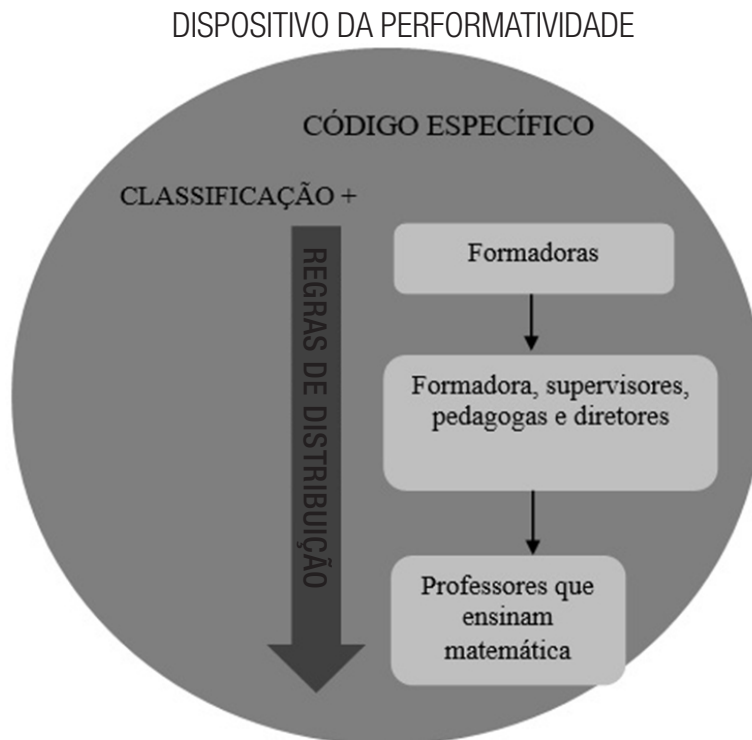 DISPOSITIVO DA PERFORMATIVIDADE
CÓDIGO ESPECÍFICO
CLASSIFICAÇÃO +
REGRAS DE DISTRIBUIÇÃO
Formadoras
Formadora, supervisores,
pedagogas e diretores
Professores que
ensinam
matemática